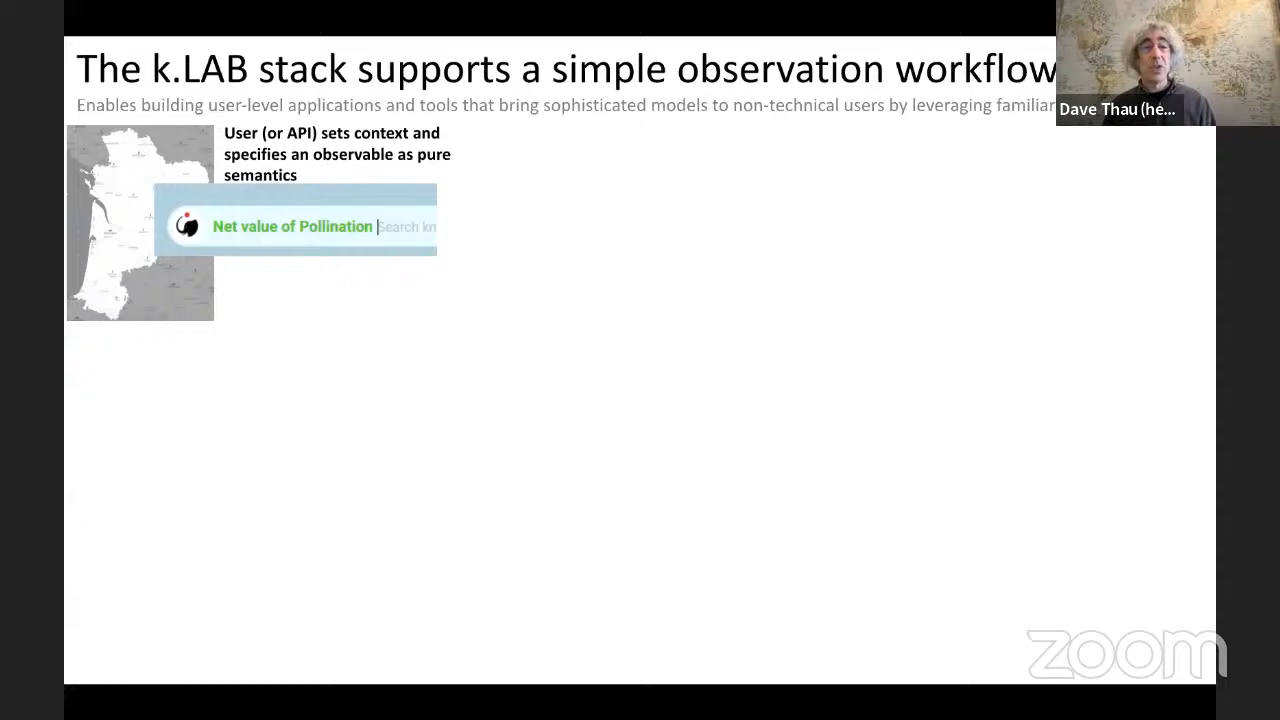 The k.LAB stack supports a simple observation workflow
Enables building user-level applications and tools that bring sophisticated models to non-technical users by leveraging familiar
Dave Thau (he...
User (or API) sets context and
specifies an observable as pure
semantics
Net value of Pollination Search kn
zoom